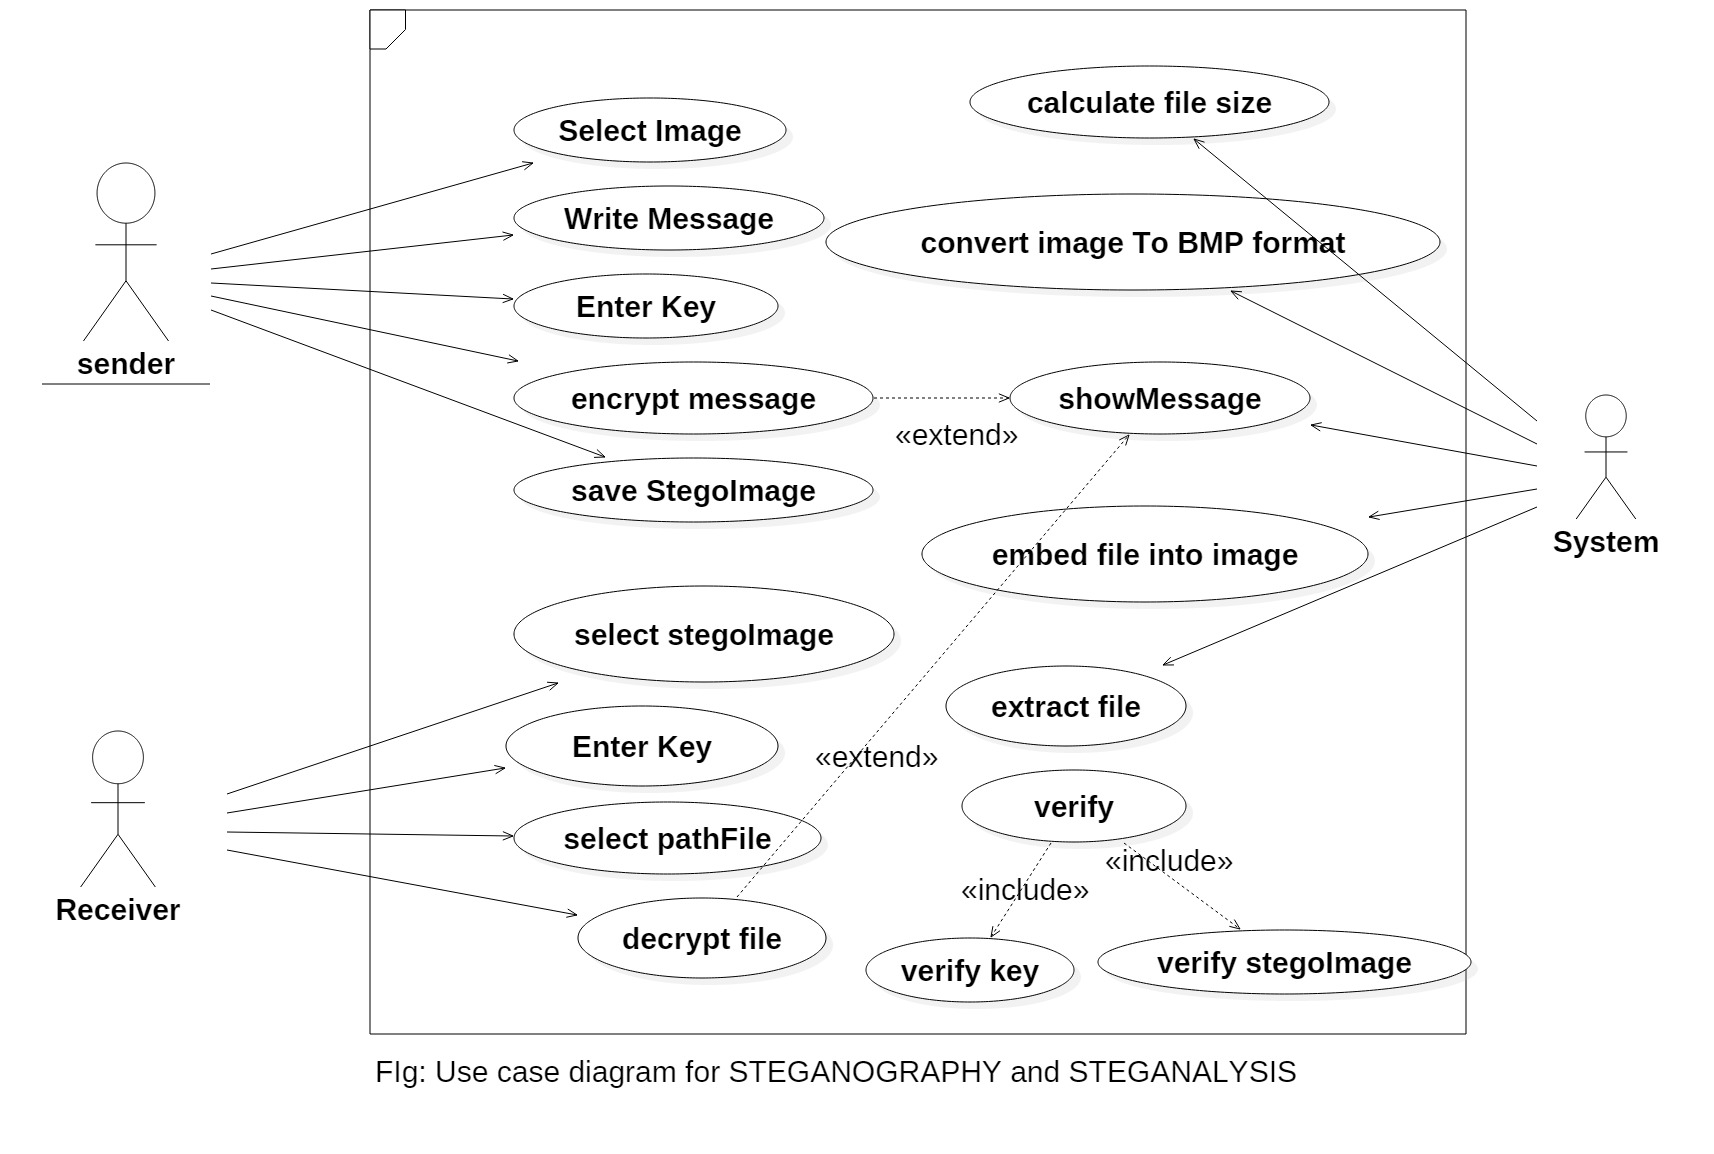 calculate file size
Select Image
Write Message
convert image To BMP format
Enter Key
sender
encrypt message
showMessage
«extend»
save StegoImage
System
embed file into image
select stegoImage
extract file
Enter Key
«extend»
verify
select pathFile
«include»
«include»
Receiver
decrypt file
verify key
verify stegoImage
FIg: Use case diagram for STEGANOGRAPHY and STEGANALYSIS